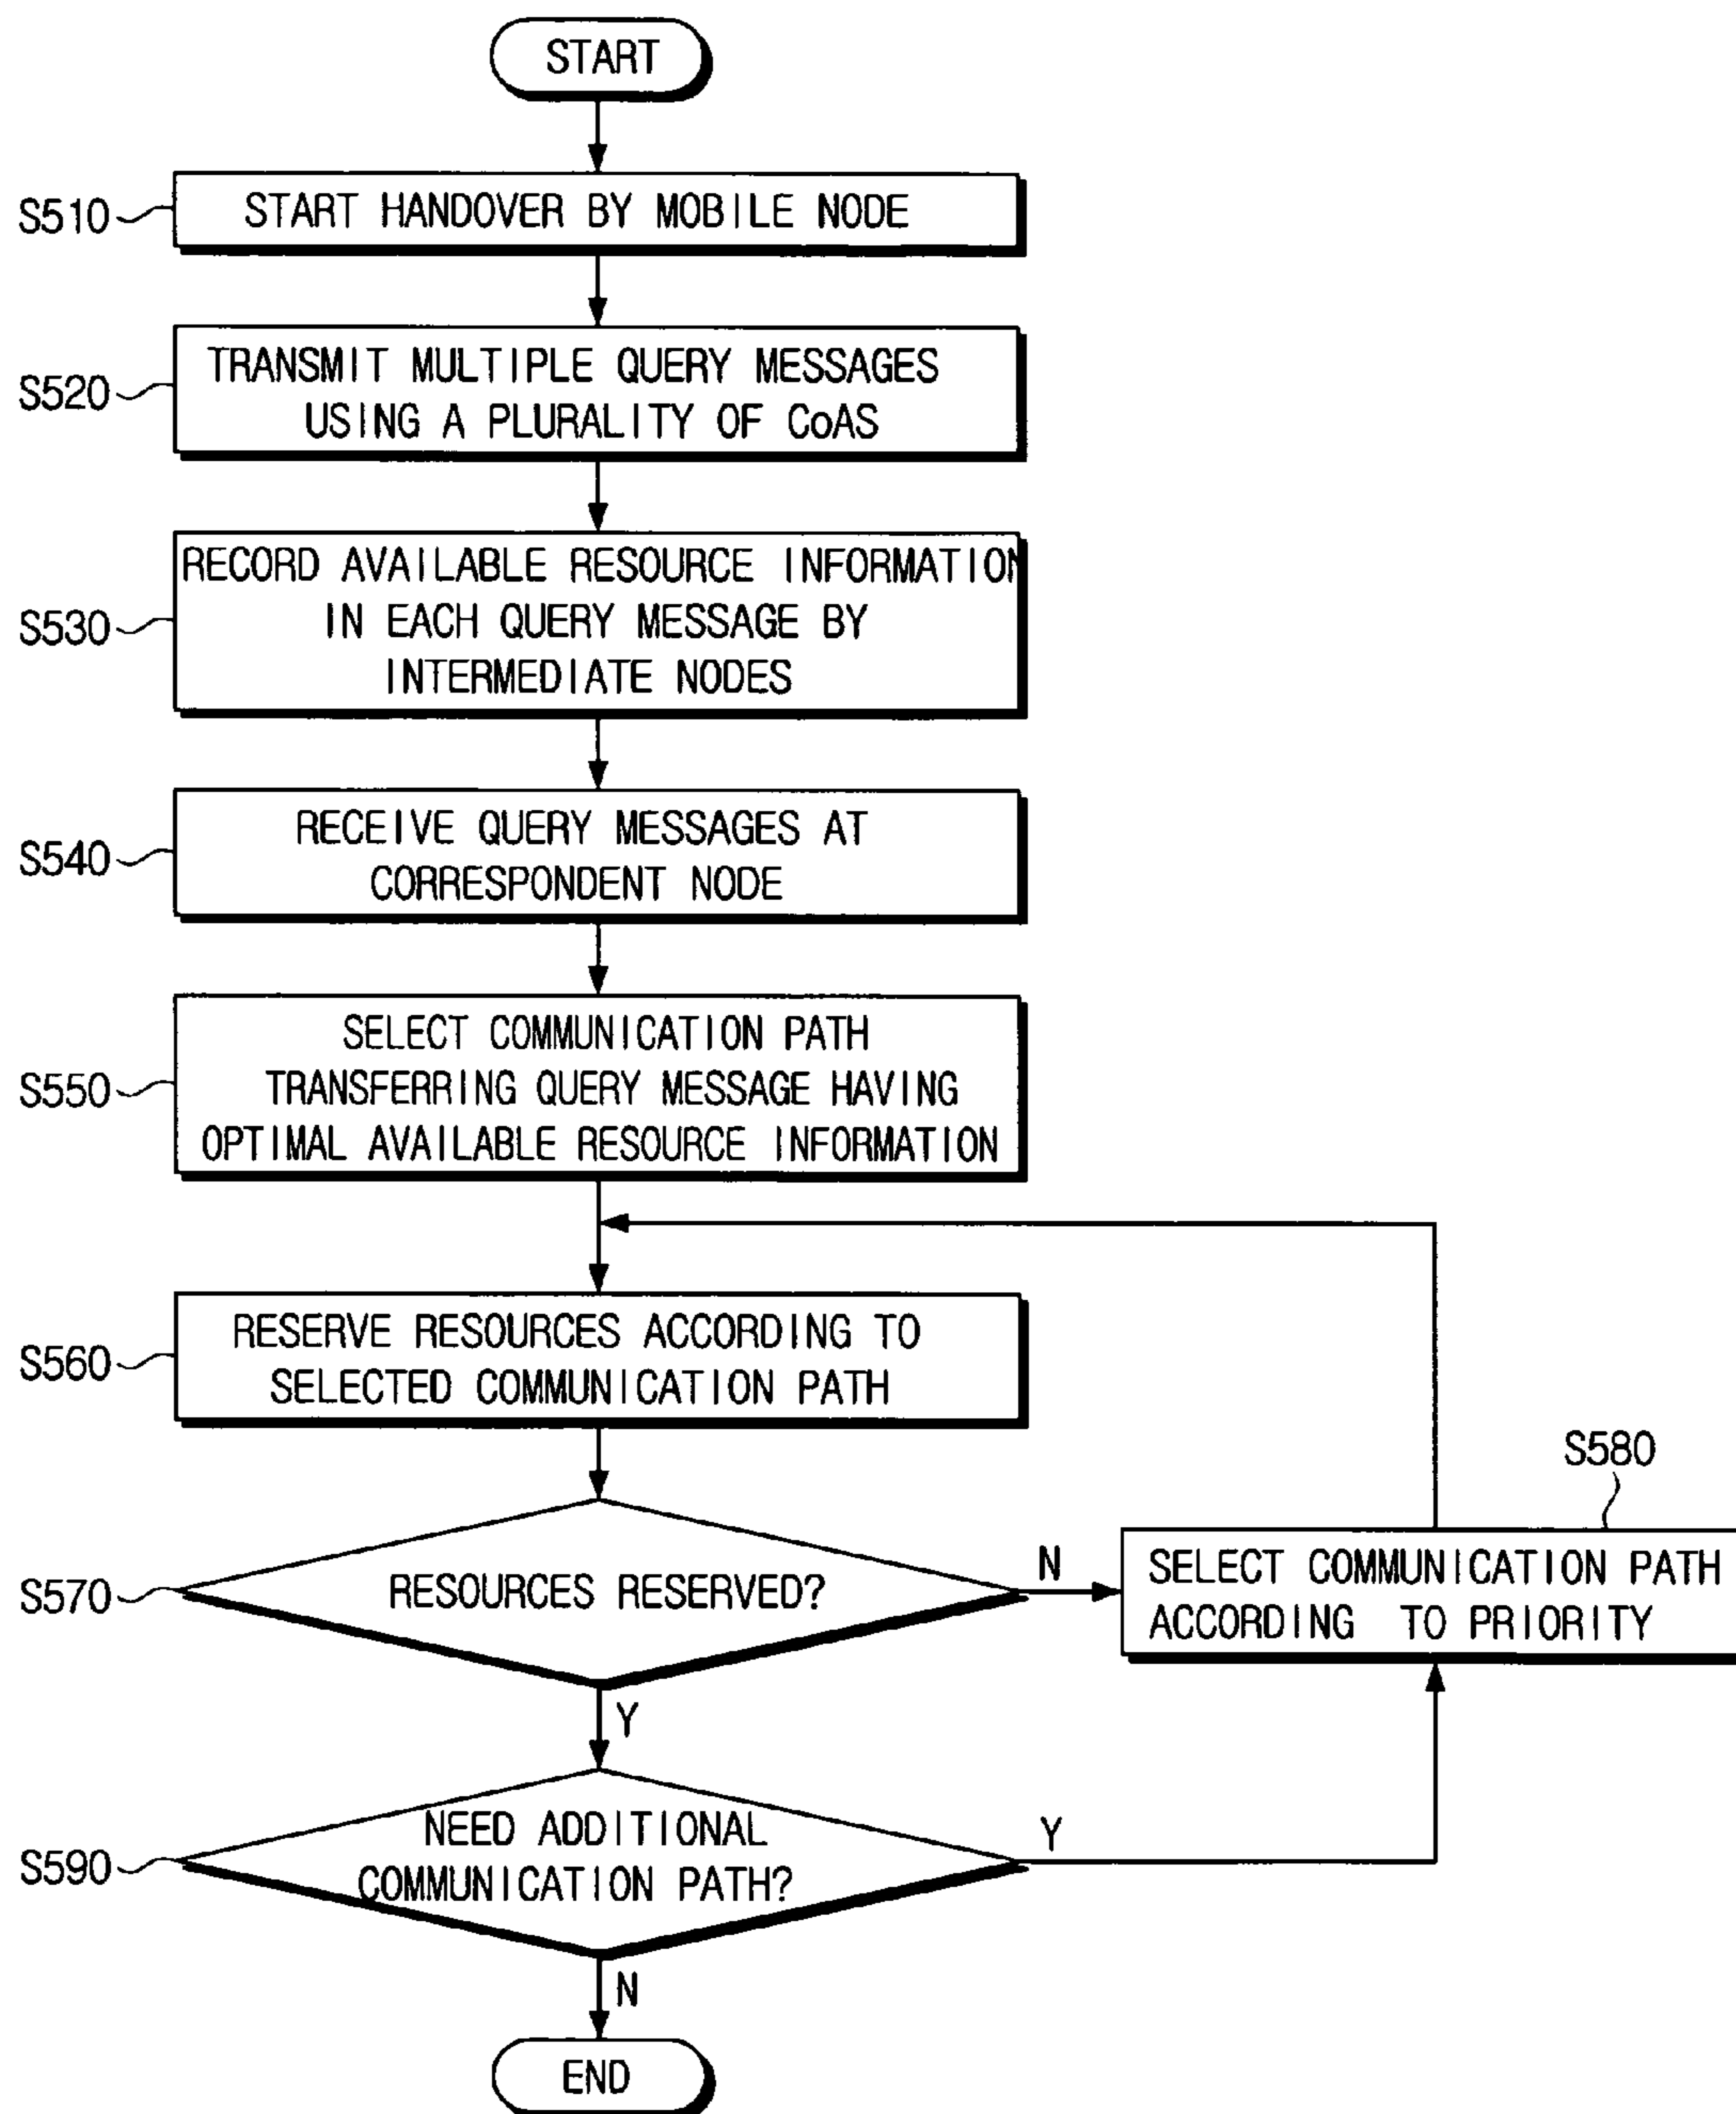 START
S510
START HANDOVER BY MOBILE NODE
S520
TRANSMIT MULTIPLE QUERY MESSAGES
USING A PLURALITY OF CoAS
S530
RECORD AVAILABLE RESOURCE INFORMATION
IN EACH QUERY MESSAGE BY
INTERMEDIATE NODES
S540
RECEIVE QUERY MESSAGES AT
CORRESPONDENT NODE
S550
SELECT COMMUNICATION PATH
TRANSFERRING QUERY MESSAGE HAVING
OPTIMAL AVAILABLE RESOURCE INFORMATION
S560
RESERVE RESOURCES ACCORDING TO
SELECTED COMMUNICATION PATH
S570
RESOURCES RESERVED?
N
S580
SELECT COMMUNICATION PATH
ACCORDING TO PRIORITY
Y
S590
NEED ADDITIONAL
COMMUNICATION PATH?
Y
N
END